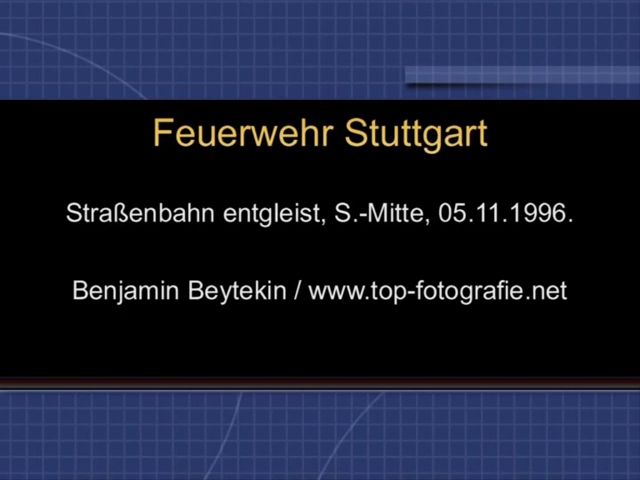 Feuerwehr Stuttgart
Straßenbahn entgleist, S.-Mitte, 05.11.1996.
Benjamin Beytekin / www.top-fotografie.net